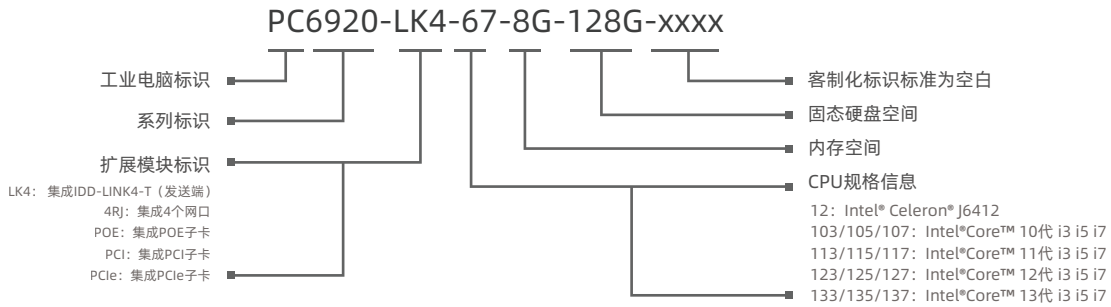 PC6920-LK4-67-8G-128G-xxxx
工业电脑标识
系列标识
扩展模块标识
LK4：集成IDD-LINK4-T（发送端）
4RJ：集成4个网口
POE：集成POE子卡
PCI：集成PCI子卡
PCIe：集成PCIe子卡
客制化标识标准为空白
固态硬盘空间
内存空间
CPU规格信息
12：Intel® Celeron® J6412
103/105/107：Intel®Core™ 10代 i3 i5 i7
113/115/117：Intel®Core™ 11代 i3 i5 i7
123/125/127：Intel®Core™ 12代 i3 i5 i7
133/135/137：Intel®Core™ 13代 i3 i5 i7